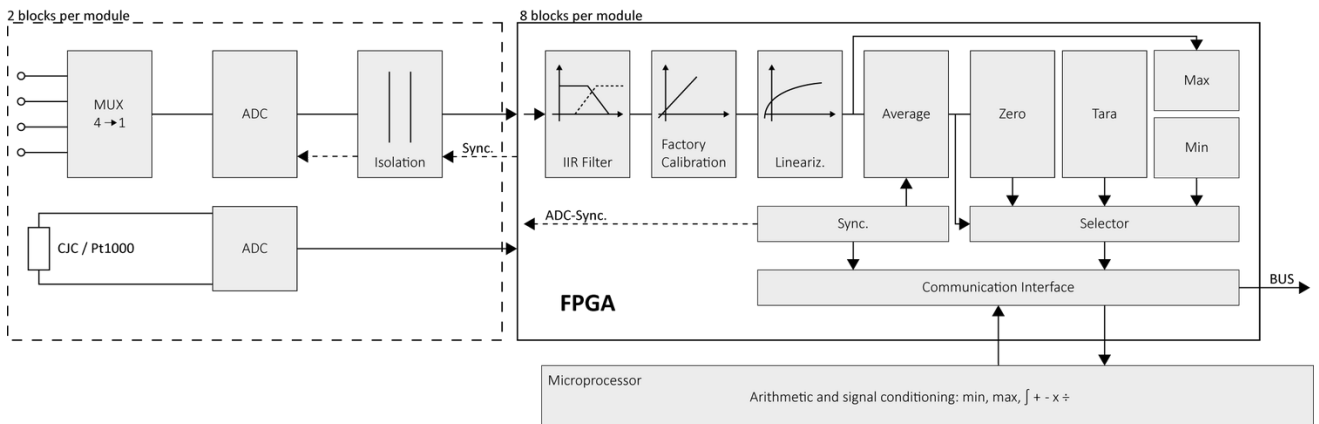 2 blocks per module
8 blocks per module
MUX
4 → 1
ADC
Isolation
Sync.
IIR Filter
Factory
Calibration
Lineariz.
Average
Zero
Tara
Max
Min
CJC / Pt1000
ADC
ADC-Sync.
Sync.
Selector
Communication Interface
BUS
FPGA
Microprocessor
Arithmetic and signal conditioning: min, max, ∫ + - x ÷